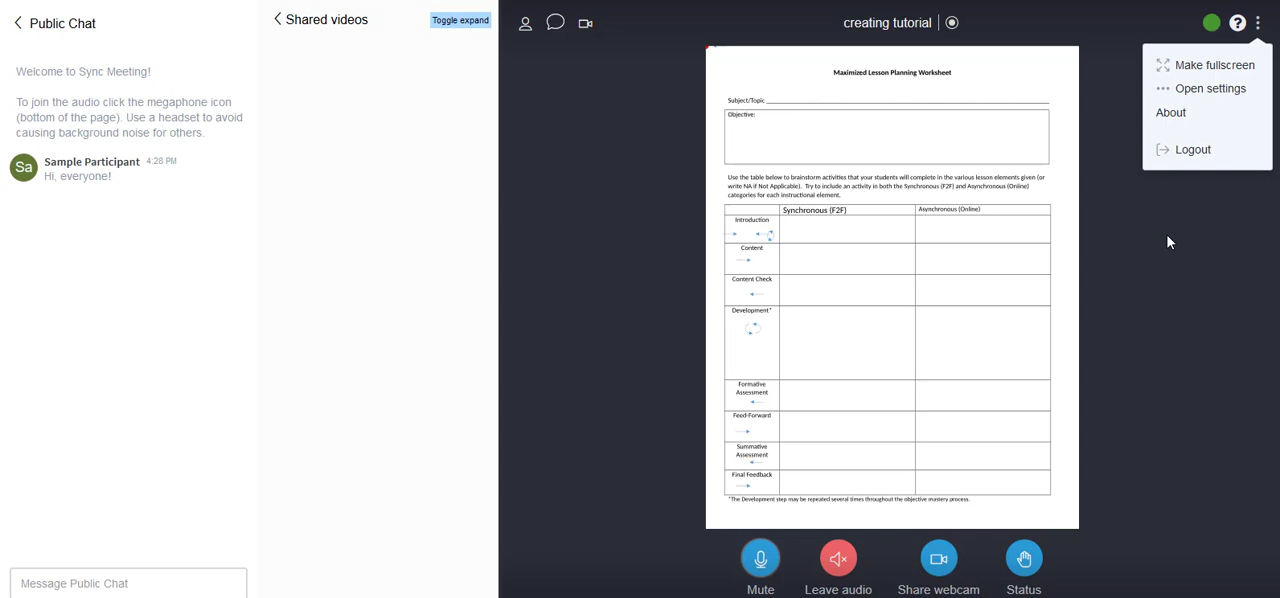 Public Chat
Welcome to Sync Meeting!
To join the audio click the megaphone icon
(bottom of the page). Use a headset to avoid
causing background noise for others.
Sa
Sample Participant 4:28 PM
Hi, everyone!
Message Public Chat
Shared videos
Toggle expand
creating tutorial
?
Make fullscreen
Open settings
About
Logout
Maximized Lesson Planning Worksheet
Subject/Topic
Objective:
Use the table below to brainstorm activities that your students will complete in the various lesson elements given (or
write NA if Not Applicable). Try to include an activity in both the Synchronous (F2F) and Asynchronous (Online)
categories for each instructional element.
Synchronous (F2F)
Asynchronous (Online)
Introduction
Content
Content Check
Development*
Formative
Assessment
Feed-Forward
Summative
Assessment
Final Feedback
*The Development step may be repeated several times throughout the objective mastery process.
Mute
Leave audio
Share webcam
Status